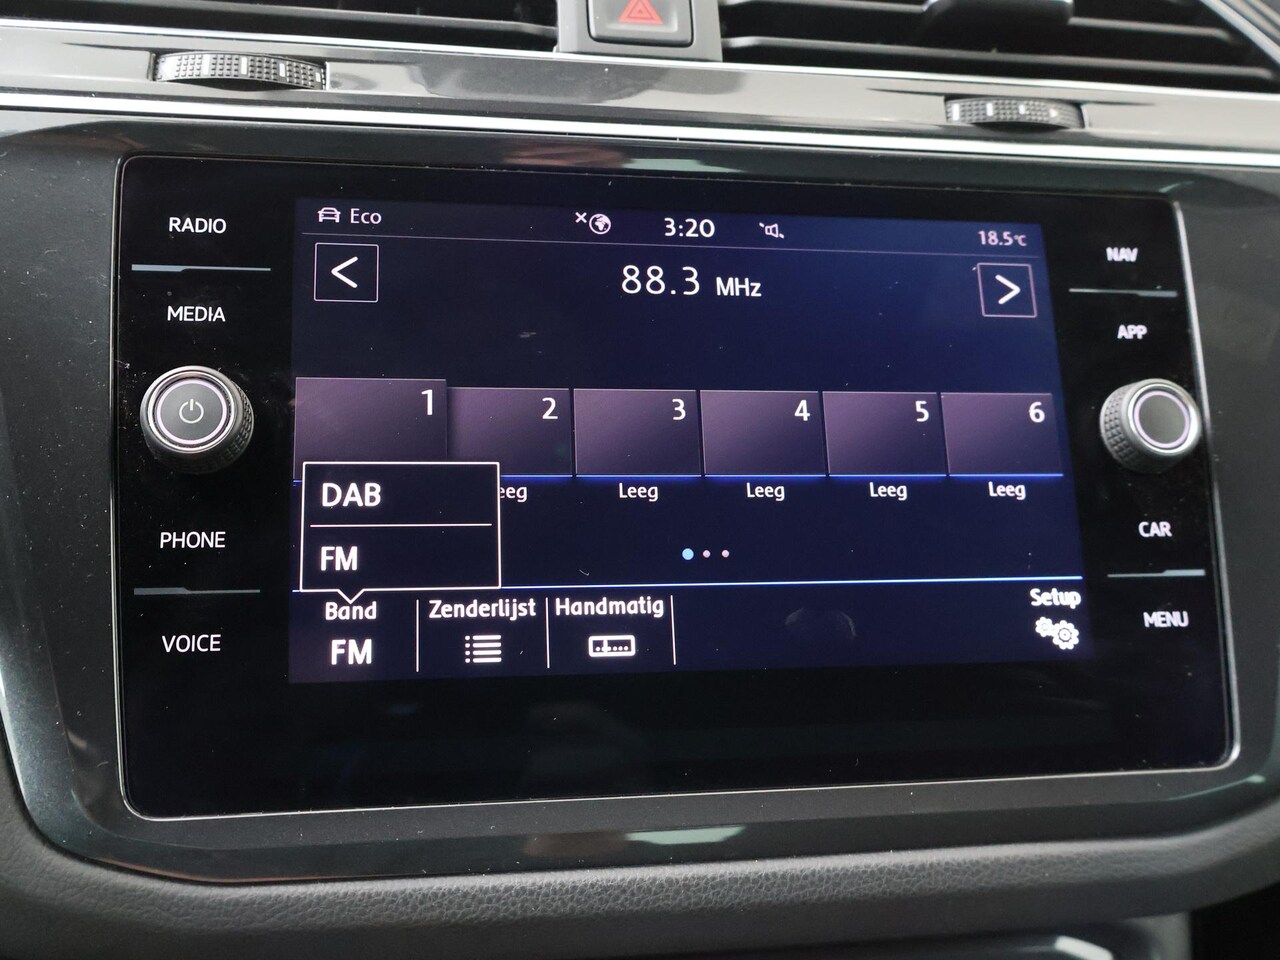 RADIO
MEDIA
PHONE
VOICE
Eco
3:20
18.5°C
88.3 MHz
<
>
1 2 3 4 5 6
eeg Leeg Leeg Leeg Leeg
DAB
FM
Band
FM
Zenderlijst
Handmatig
Setup
NAV
APP
CAR
MENU